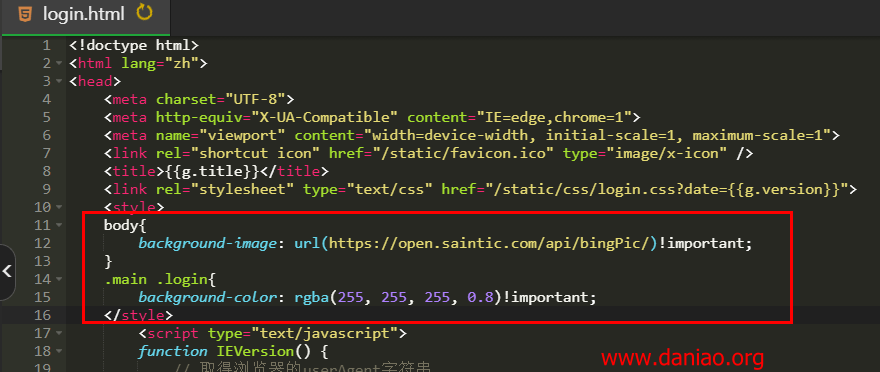 login.html
1 <!doctype html>
2 <html lang="zh">
3 <head>
4 <meta charset="UTF-8">
5 <meta http-equiv="X-UA-Compatible" content="IE=edge,chrome=1">
6 <meta name="viewport" content="width=device-width, initial-scale=1, maximum-scale=1">
7 <link rel="shortcut icon" href="/static/favicon.ico" type="image/x-icon" />
8 <title>{{g.title}}</title>
9 <link rel="stylesheet" type="text/css" href="/static/css/login.css?date={{g.version}}">
10 <style>
11 body{
12 background-image: url(https://open.saintic.com/api/bingPic/)!important;
13 }
14 .main .login{
15 background-color: rgba(255, 255, 255, 0.8)!important;
16 </style>
17 <script type="text/javascript">
18 function IEVersion() {
19 // 取得浏览器的userAgent字符串
www.daniao.org